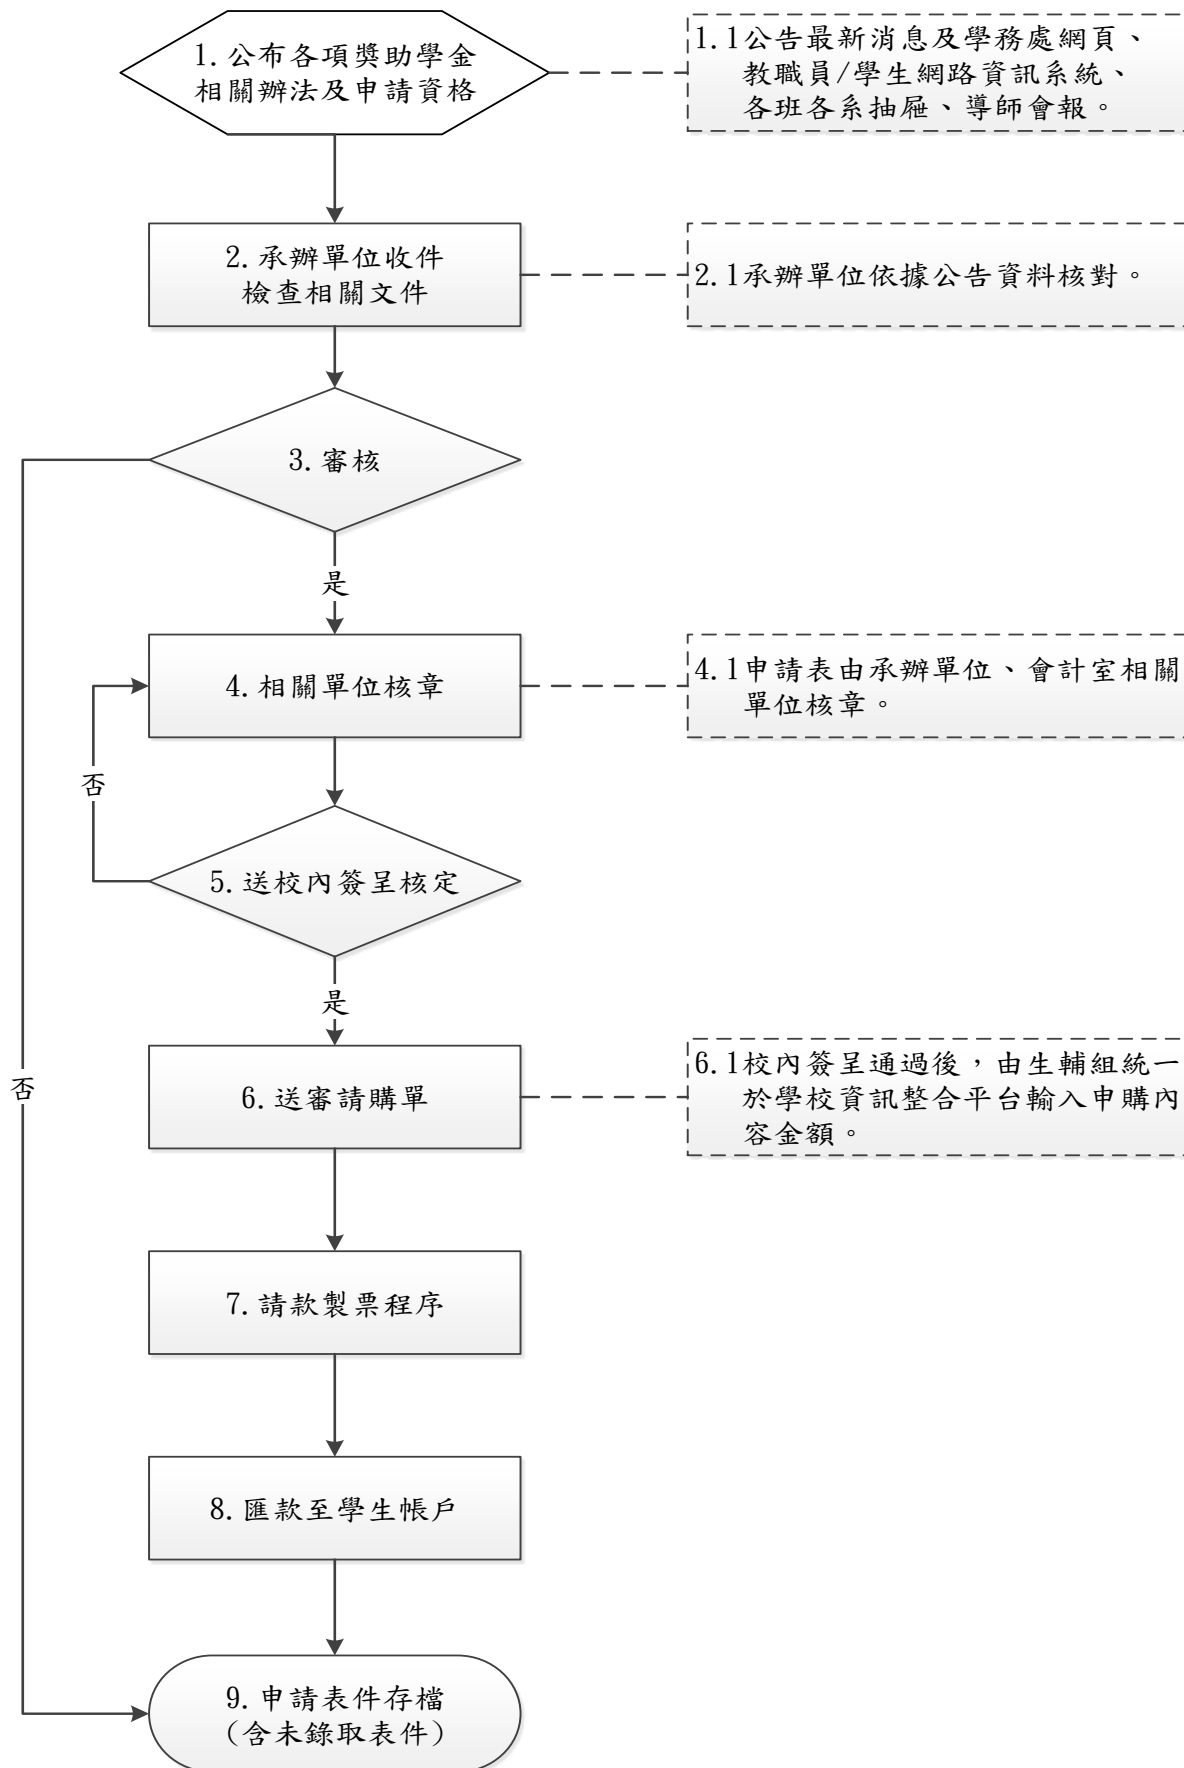 1.公布各項獎助學金
相關辦法及申請資格
1.1公告最新消息及學務處網頁、
教職員/學生網路資訊系統、
各班各系抽屜、導師會報。
2.承辦單位收件
檢查相關文件
2.1承辦單位依據公告資料核對。
3.審核
是
4.相關單位核章
4.1申請表由承辦單位、會計室相關
單位核章。
否
5.送校內簽呈核定
是
6.送審請購單
6.1校內簽呈通過後，由生輔組統一
於學校資訊整合平台輸入申購內
容金額。
否
7.請款製票程序
8.匯款至學生帳戶
9.申請表件存檔
(含未錄取表件)